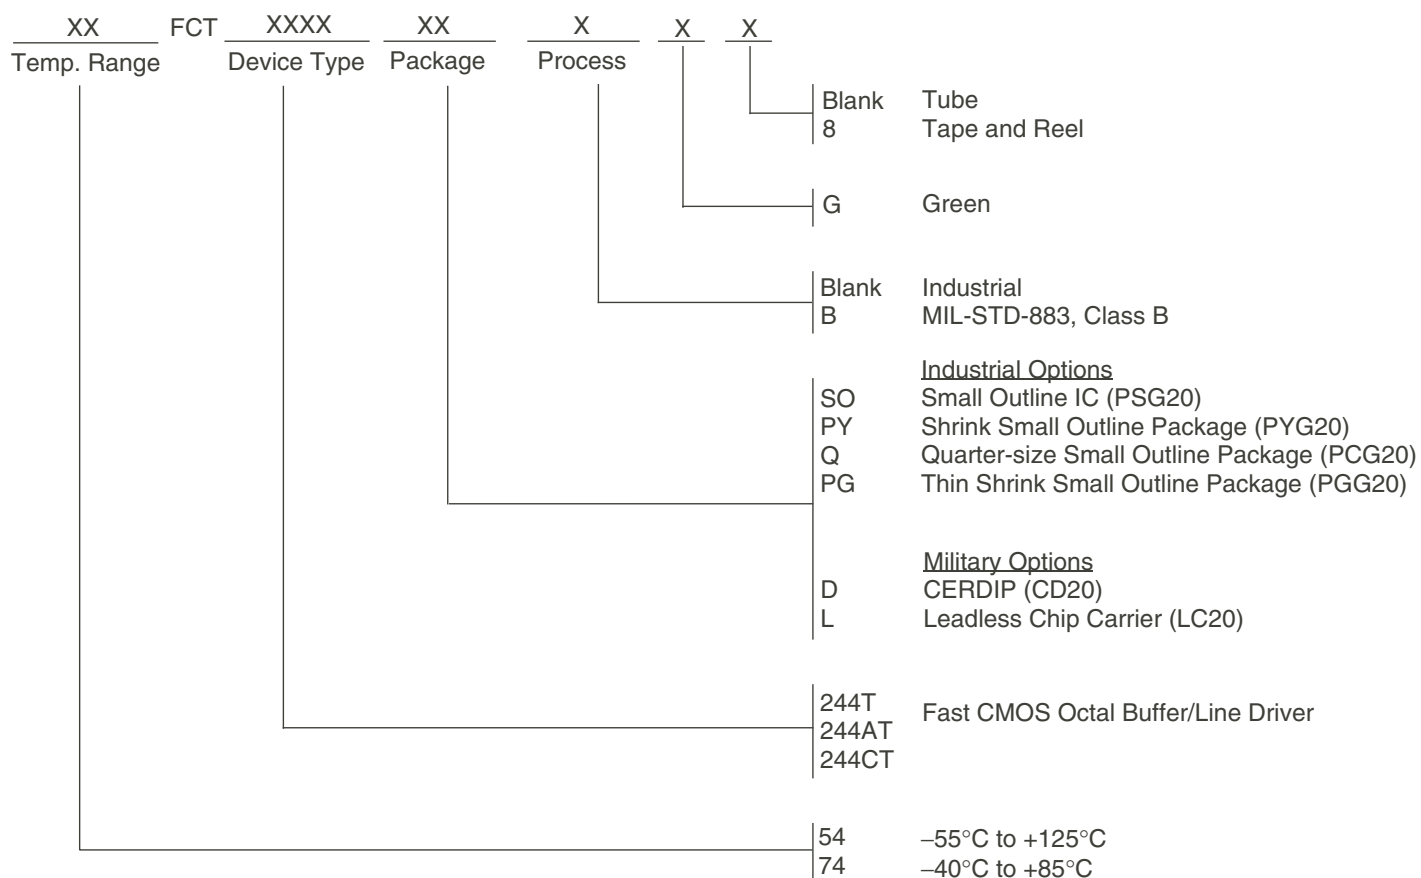 XX FCT XXXX XX X X X
Temp. Range Device Type Package Process
Blank Tube
8 Tape and Reel
G Green
Blank Industrial
B MIL-STD-883, Class B
Industrial Options
SO Small Outline IC (PSG20)
PY Shrink Small Outline Package (PYG20)
Q Quarter-size Small Outline Package (PCG20)
PG Thin Shrink Small Outline Package (PGG20)
Military Options
D CERDIP (CD20)
L Leadless Chip Carrier (LC20)
244T Fast CMOS Octal Buffer/Line Driver
244AT
244CT
54 –55°C to +125°C
74 –40°C to +85°C